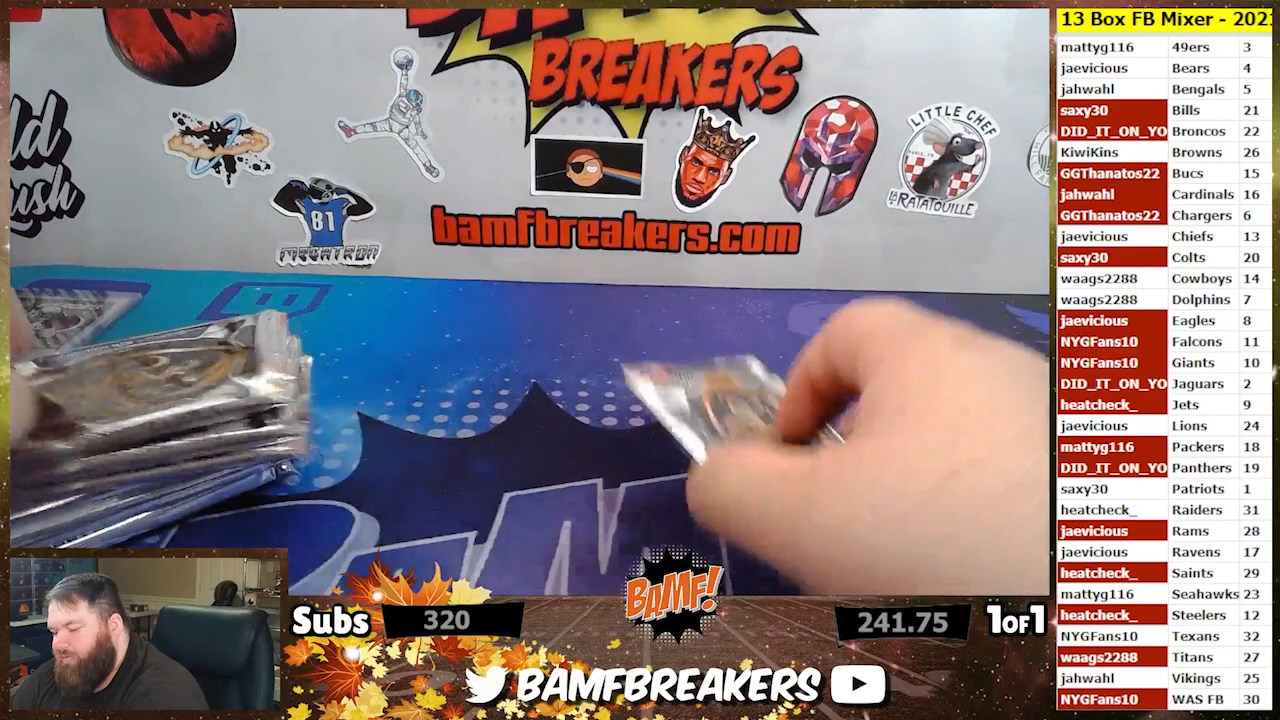 BREAKERS
bamfbreakers.com
81
MEGATRON
LITTLE CHEF
PARIS, FR
LA RATATOUILLE
13 Box FB Mixer - 202
mattyg116 49ers 3
jaevicious Bears 4
jahwahl Bengals 5
saxy30 Bills 21
DID_IT_ON_YO Broncos 22
KiwiKins Browns 26
GGThanatos22 Bucs 15
jahwahl Cardinals 16
GGThanatos22 Chargers 6
jaevicious Chiefs 13
saxy30 Colts 20
waags2288 Cowboys 14
waags2288 Dolphins 7
jaevicious Eagles 8
NYGFans10 Falcons 11
NYGFans10 Giants 10
DID_IT_ON_YO Jaguars 2
heatcheck_ Jets 9
jaevicious Lions 24
mattyg116 Packers 18
DID_IT_ON_YO Panthers 19
saxy30 Patriots 1
heatcheck_ Raiders 31
jaevicious Rams 28
jaevicious Ravens 17
heatcheck_ Saints 29
mattyg116 Seahawks 23
heatcheck_ Steelers 12
NYGFans10 Texans 32
waags2288 Titans 27
jahwahl Vikings 25
NYGFans10 WAS FB 30
BAMF!
Subs 320
241.75 1OF1
BAMFBREAKERS